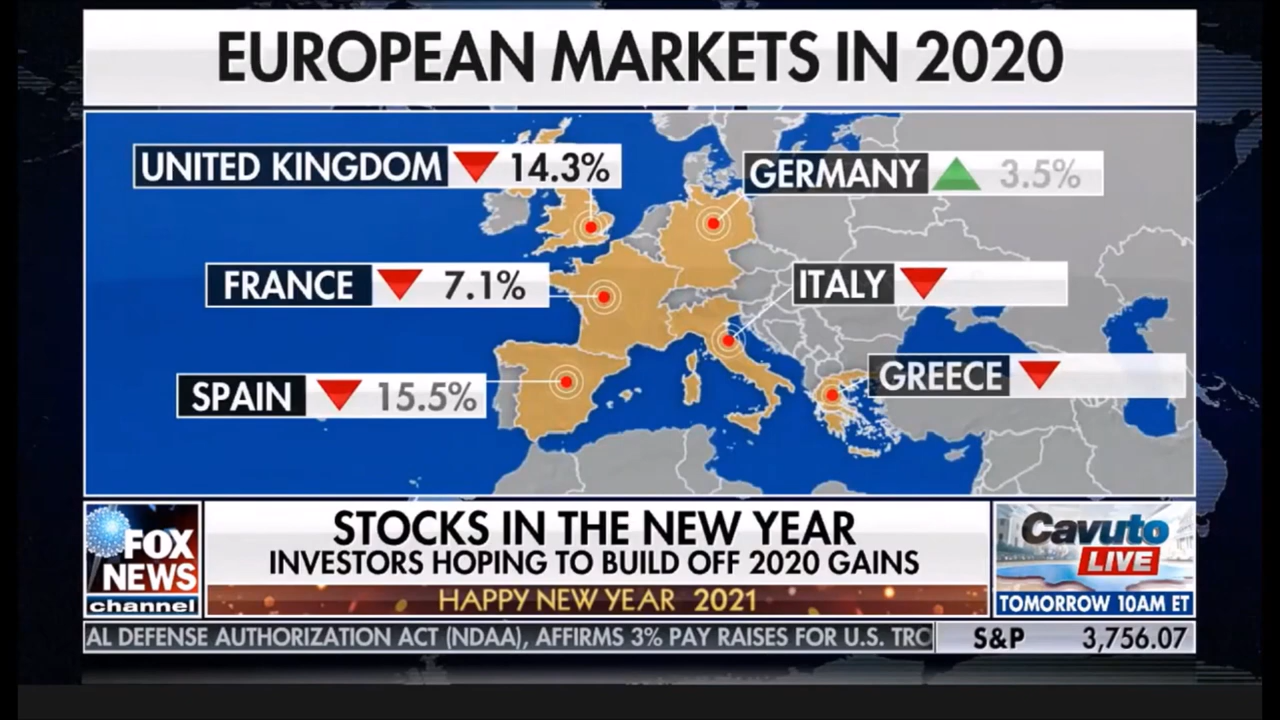 EUROPEAN MARKETS IN 2020
UNITED KINGDOM 14.3%
GERMANY 3.5%
FRANCE 7.1%
ITALY
SPAIN 15.5%
GREECE
FOX
NEWS
channel
STOCKS IN THE NEW YEAR
INVESTORS HOPING TO BUILD OFF 2020 GAINS
HAPPY NEW YEAR 2021
Cavuto
LIVE
TOMORROW 10AM ET
AL DEFENSE AUTHORIZATION ACT (NDAA), AFFIRMS 3% PAY RAISES FOR U.S. TRO
S&P 3,756.07